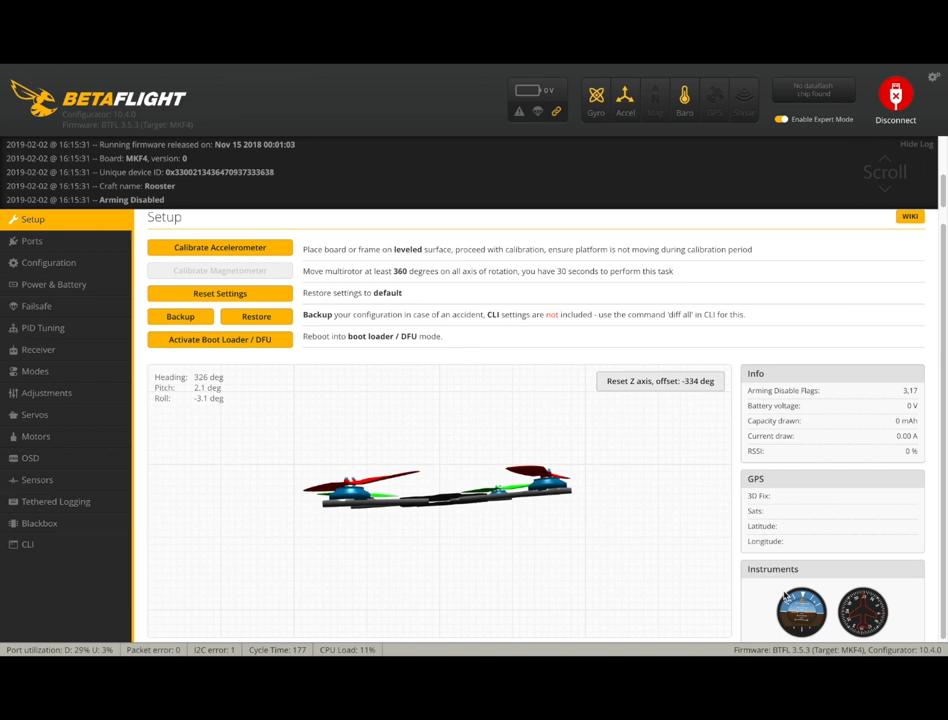 BETAFLIGHT
Configurator: 10.4.0
Firmware: BTFL 3.5.3 (Target: MKF4)
0 V
Gyro
Accel
Mag
Baro
GPS
Sonar
No dataflash
chip found
Enable Expert Mode
Disconnect
Hide Log
Scroll
2019-02-02 @ 16:15:31 -- Running firmware released on: Nov 15 2018 00:01:03
2019-02-02 @ 16:15:31 -- Board: MKF4, version: 0
2019-02-02 @ 16:15:31 -- Unique device ID: 0x3300213436470937333638
2019-02-02 @ 16:15:31 -- Craft name: Rooster
2019-02-02 @ 16:15:31 -- Arming Disabled
Setup
Ports
Configuration
Power & Battery
Failsafe
PID Tuning
Receiver
Modes
Adjustments
Servos
Motors
OSD
Sensors
Tethered Logging
Blackbox
CLI
Setup
WIKI
Calibrate Accelerometer
Place board or frame on leveled surface, proceed with calibration, ensure platform is not moving during calibration period
Calibrate Magnetometer
Move multirotor at least 360 degrees on all axis of rotation, you have 30 seconds to perform this task
Reset Settings
Restore settings to default
Backup
Restore
Backup your configuration in case of an accident, CLI settings are not included - use the command 'diff all' in CLI for this.
Activate Boot Loader / DFU
Reboot into boot loader / DFU mode.
Heading: 326 deg
Pitch: 2.1 deg
Roll: -3.1 deg
Reset Z axis, offset: -334 deg
Info
Arming Disable Flags: 3,17
Battery voltage: 0 V
Capacity drawn: 0 mAh
Current draw: 0.00 A
RSSI: 0 %
GPS
3D Fix:
Sats:
Latitude:
Longitude:
Instruments
Port utilization: D: 29% U: 3%
Packet error: 0
I2C error: 1
Cycle Time: 177
CPU Load: 11%
Firmware: BTFL 3.5.3 (Target: MKF4), Configurator: 10.4.0